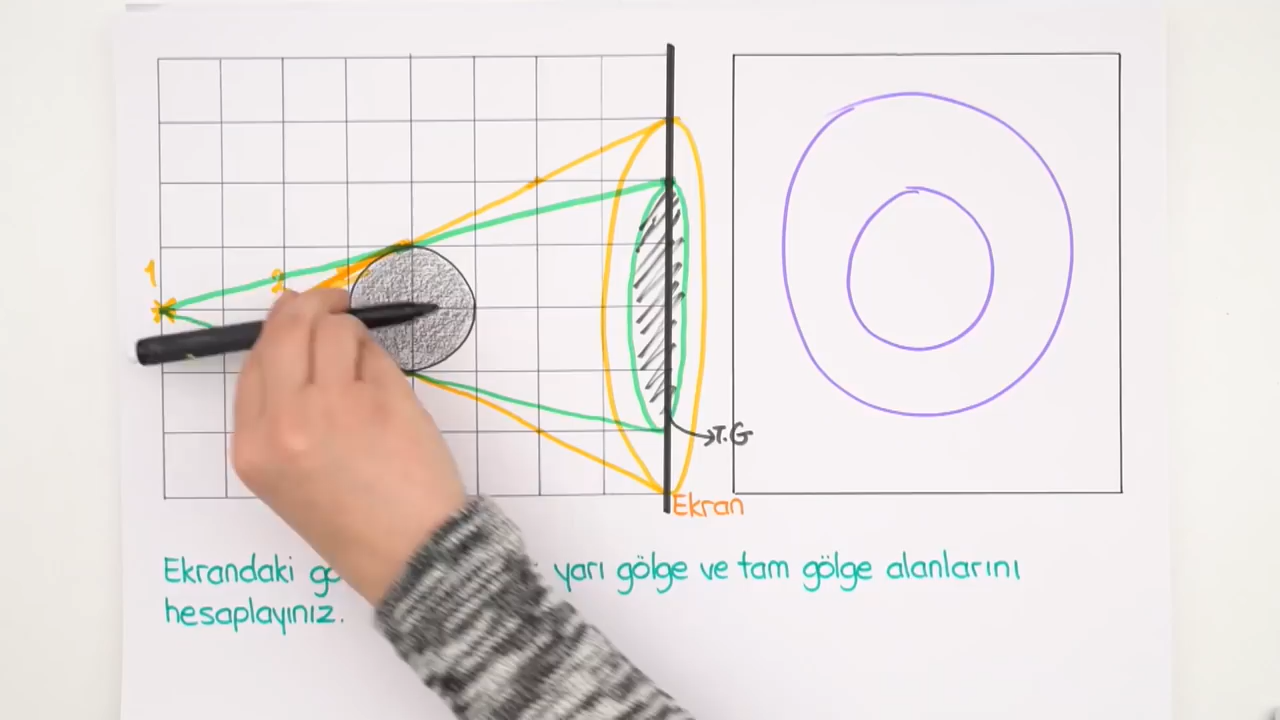 1
2
T.G
Ekran
Ekrandaki yarı gölge ve tam gölge alanlarını
hesaplayınız.